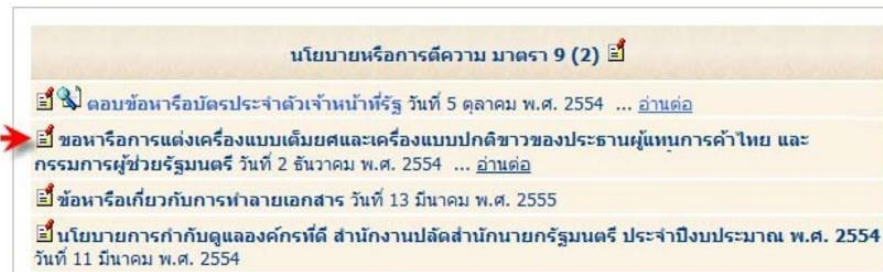 นโยบายหรือการตีความ มาตรา 9 (2)
ตอบข้อหารือบัตรประจำตัวเจ้าหน้าที่รัฐ วันที่ 5 ตุลาคม พ.ศ. 2554 ... อ่านต่อ
ขอหารือการแต่งเครื่องแบบเต็มยศและเครื่องแบบปกติขาวของประธานผู้แทนการค้าไทย และ
กรรมการผู้ช่วยรัฐมนตรี วันที่ 2 ธันวาคม พ.ศ. 2554 ... อ่านต่อ
ข้อหารือเกี่ยวกับการทำลายเอกสาร วันที่ 13 มีนาคม พ.ศ. 2555
นโยบายการกำกับดูแลองค์กรที่ดี สำนักงานปลัดสำนักนายกรัฐมนตรี ประจำปีงบประมาณ พ.ศ. 2554
วันที่ 11 มีนาคม พ.ศ. 2554